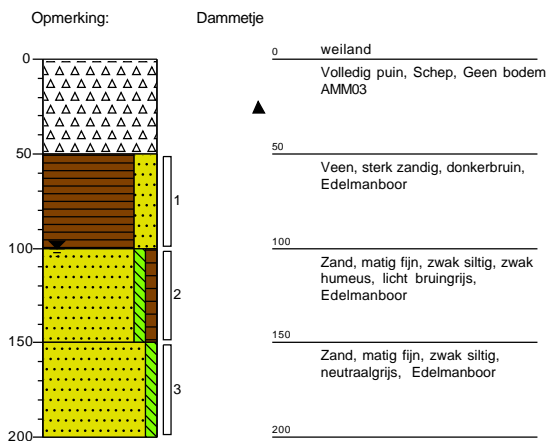 Opmerking: Dammetje
0 weiland
0
Volledig puin, Schep, Geen bodem
AMM03
50
50
Veen, sterk zandig, donkerbruin,
Edelmanboor
1
100
100
Zand, matig fijn, zwak siltig, zwak
humeus, licht bruingrijs,
Edelmanboor
2
150
150
Zand, matig fijn, zwak siltig,
neutraalgrijs, Edelmanboor
3
200
200